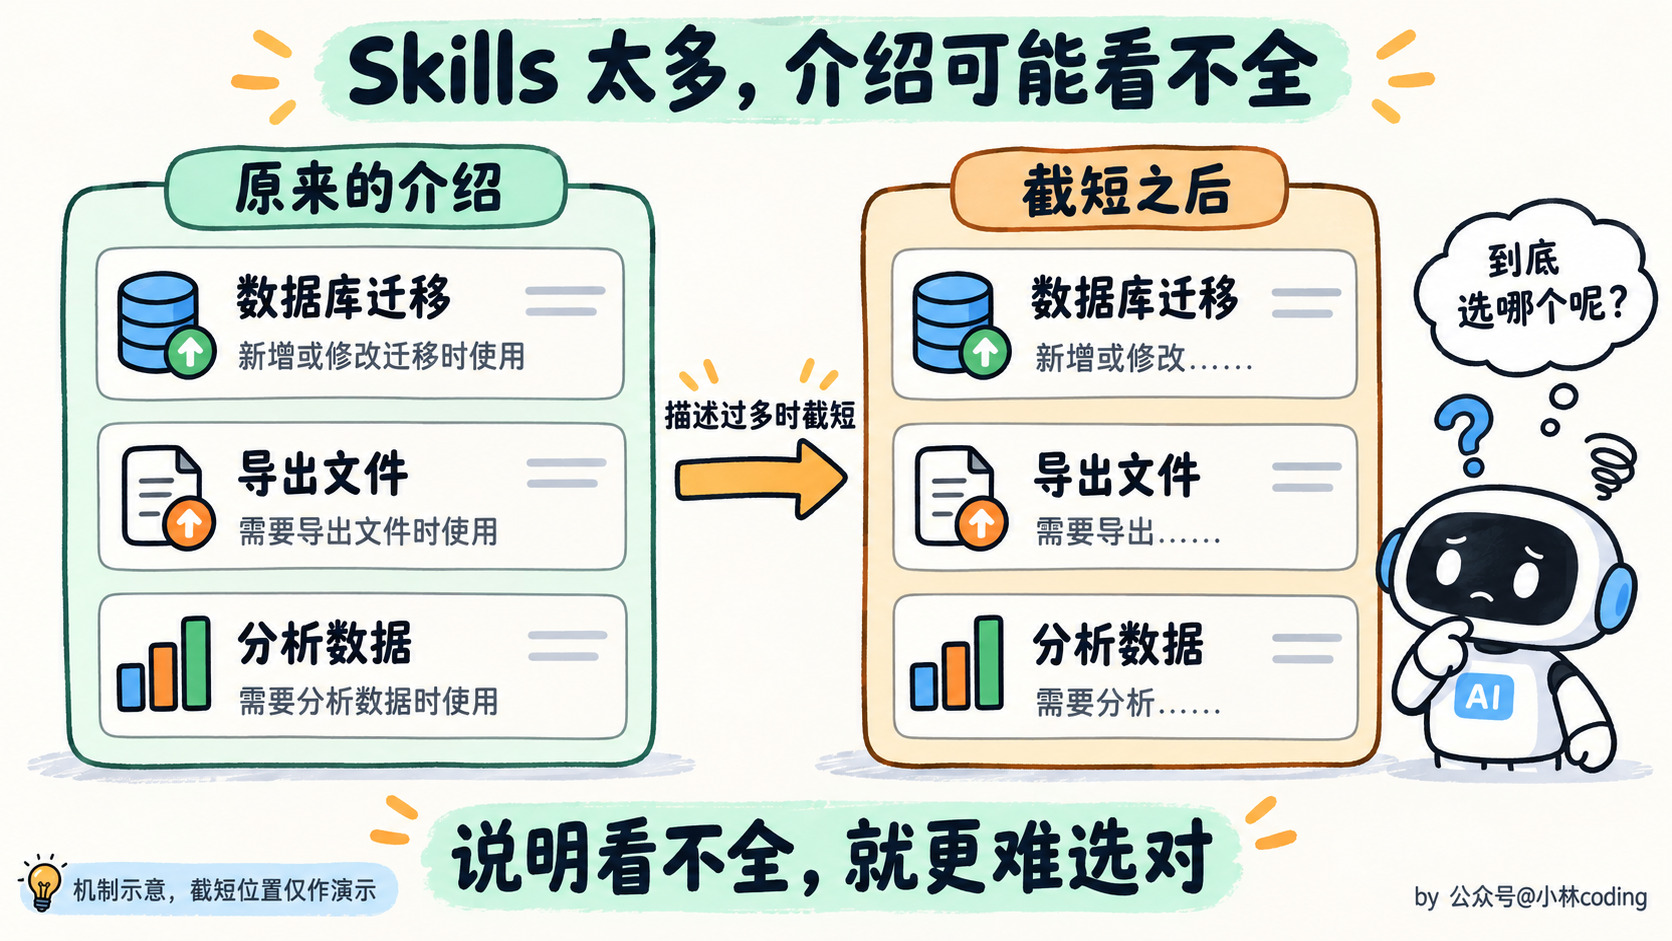 Skills 太多，介绍可能看不全
原来的介绍
数据库迁移
新增或修改迁移时使用
导出文件
需要导出文件时使用
分析数据
需要分析数据时使用
描述过多时截短
截短之后
数据库迁移
新增或修改……
导出文件
需要导出……
分析数据
需要分析……
到底
选哪个呢？
AI
说明看不全，就更难选对
机制示意，截短位置仅作演示
by 公众号@小林coding